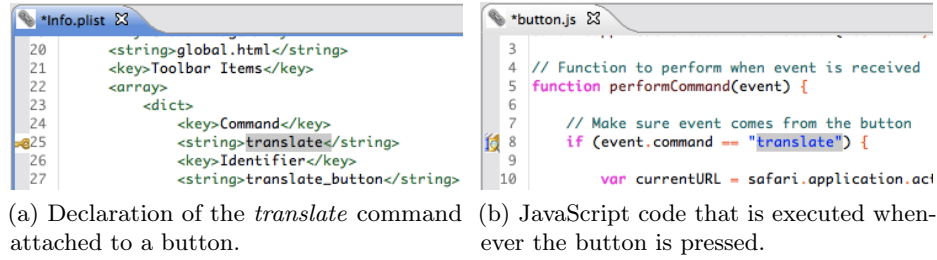 *Info.plist
20 <string>global.html</string>
21 <key>Toolbar Items</key>
22 <array>
23 <dict>
24 <key>Command</key>
25 <string>translate</string>
26 <key>Identifier</key>
27 <string>translate_button</string>
(a) Declaration of the translate command
attached to a button.
*button.js
3
4 // Function to perform when event is received
5 function performCommand(event) {
6
7 // Make sure event comes from the button
8 if (event.command == "translate") {
9
10 var currentURL = safari.application.act
(b) JavaScript code that is executed when-
ever the button is pressed.